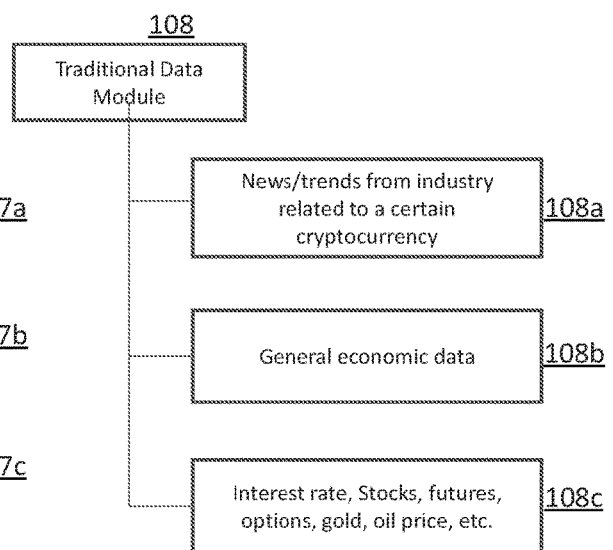 108
Traditional Data
Module
News/trends from industry
related to a certain
cryptocurrency
7a
108a
7b
General economic data
108b
7c
Interest rate, Stocks, futures,
options, gold, oil price, etc.
108c